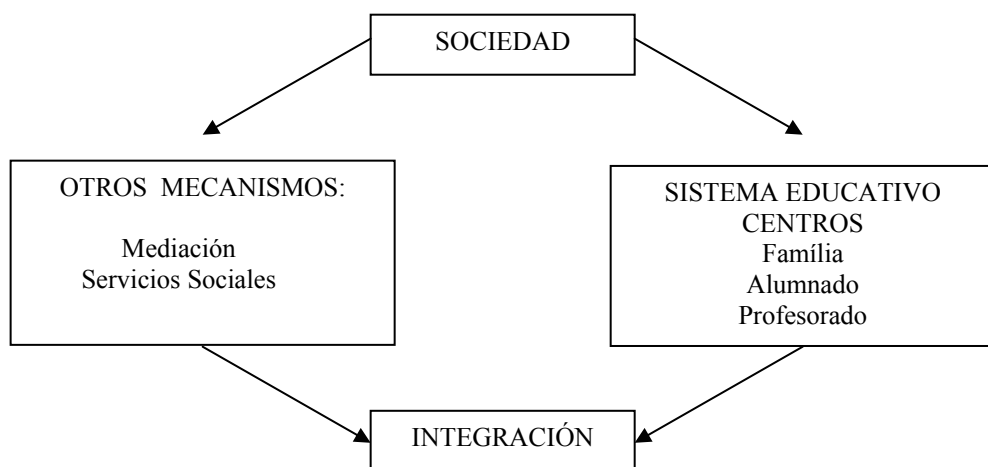 SOCIEDAD
OTROS MECANISMOS:
Mediación
Servicios Sociales
SISTEMA EDUCATIVO
CENTROS
Família
Alumnado
Profesorado
INTEGRACIÓN